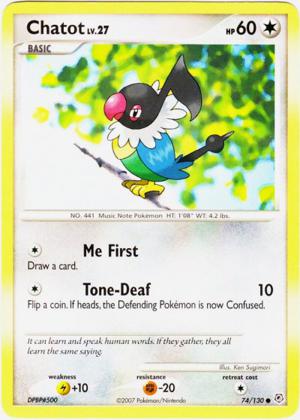 Chatot LV.27 HP 60
BASIC
NO. 441 Music Note Pokémon HT: 1'08" WT: 4.2 lbs.
Me First
Draw a card.
Tone-Deaf 10
Flip a coin. If heads, the Defending Pokémon is now Confused.
It can learn and speak human words. If they gather, they all learn the same words.
Illus. Ken Sugimori
weakness resistance retreat cost
+10 -20
DPBP#500 ©2007 Pokémon/Nintendo 74/130